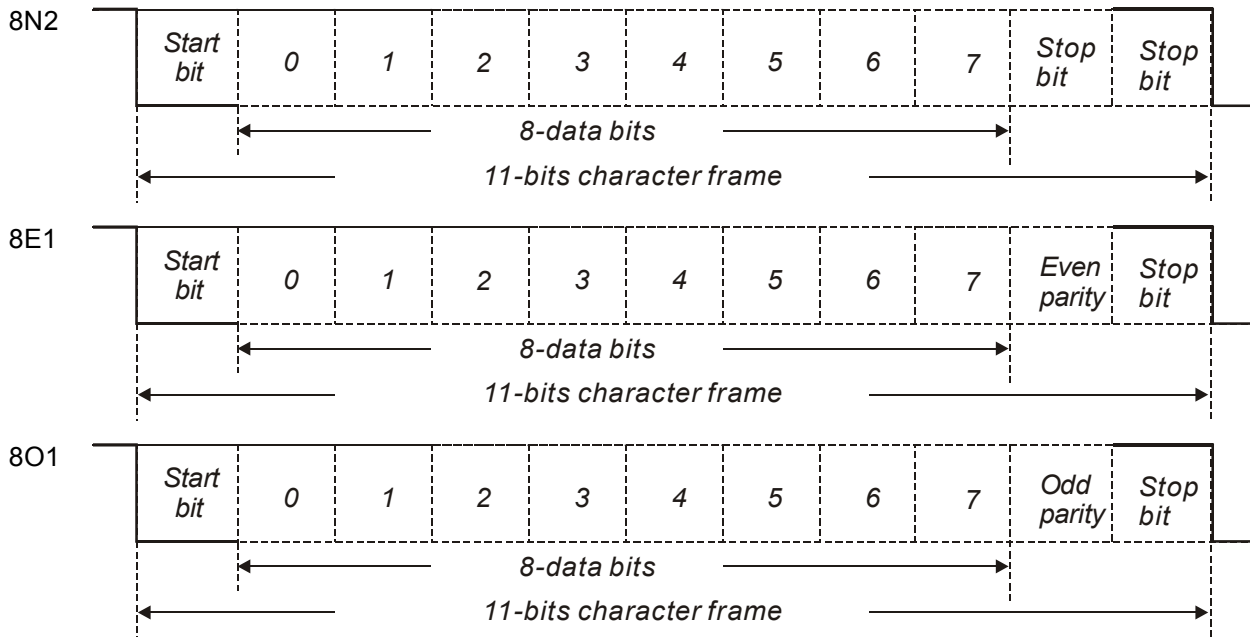 8N2
Start bit 0 1 2 3 4 5 6 7 Stop bit Stop bit
8-data bits
11-bits character frame
8E1
Start bit 0 1 2 3 4 5 6 7 Even parity Stop bit
8-data bits
11-bits character frame
8O1
Start bit 0 1 2 3 4 5 6 7 Odd parity Stop bit
8-data bits
11-bits character frame